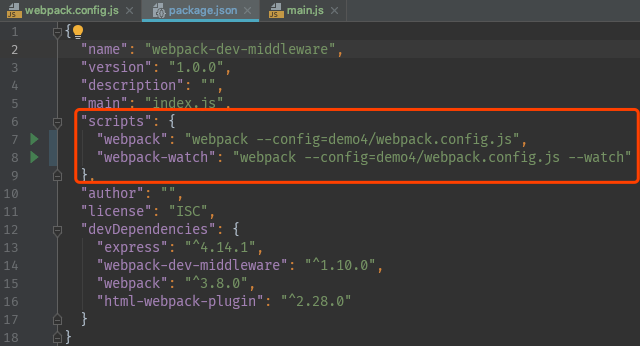 webpack.config.js × package.json × main.js ×
1 {
2 "name": "webpack-dev-middleware",
3 "version": "1.0.0",
4 "description": "",
5 "main": "index.js",
6 "scripts": {
7 "webpack": "webpack --config=demo4/webpack.config.js",
8 "webpack-watch": "webpack --config=demo4/webpack.config.js --watch"
9 },
10 "author": "",
11 "license": "ISC",
12 "devDependencies": {
13 "express": "^4.14.1",
14 "webpack-dev-middleware": "^1.10.0",
15 "webpack": "^3.8.0",
16 "html-webpack-plugin": "^2.28.0"
17 }
18 }